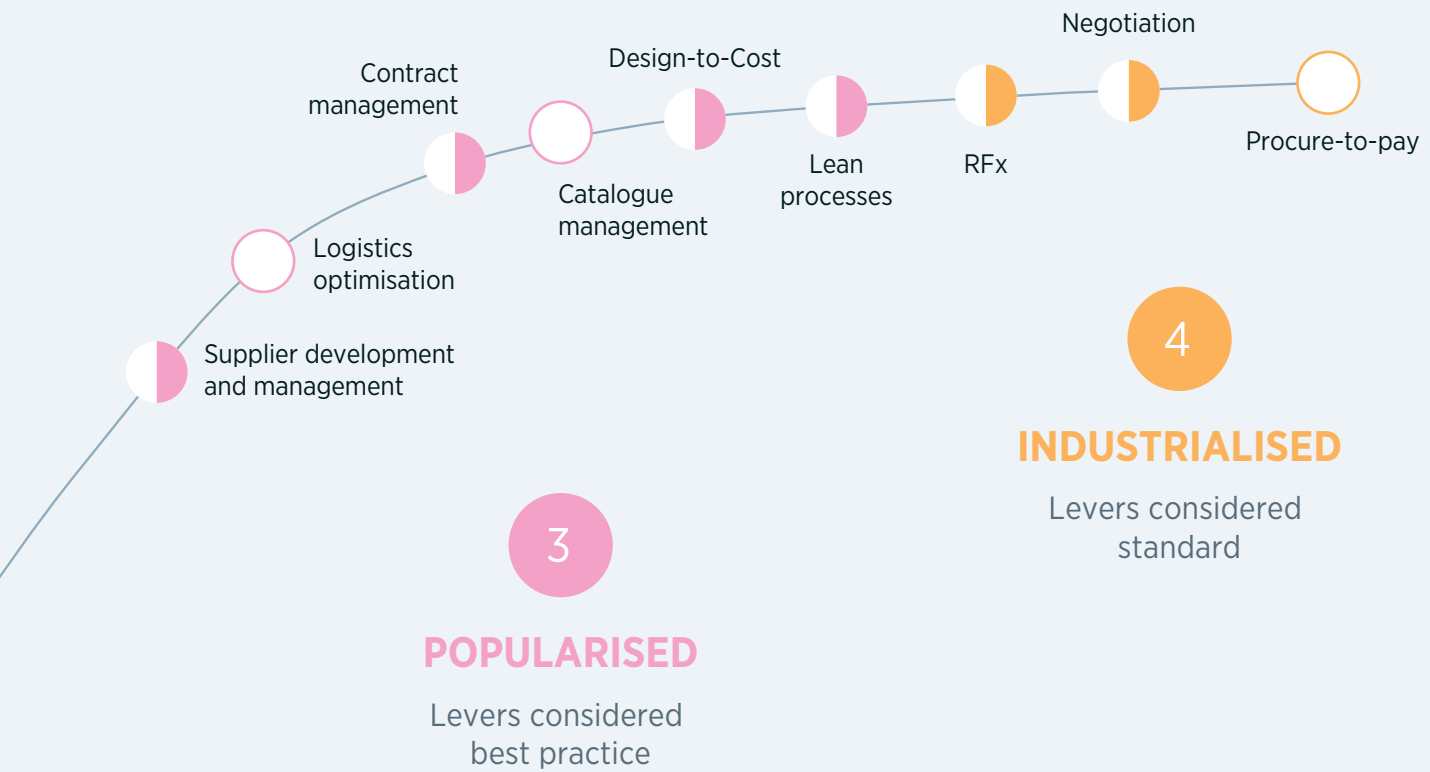 Negotiation
Design-to-Cost
Contract
management
Procure-to-pay
Lean
processes
RFx
Catalogue
management
Logistics
optimisation
Supplier development
and management
4
INDUSTRIALISED
Levers considered
standard
3
POPULARISED
Levers considered
best practice